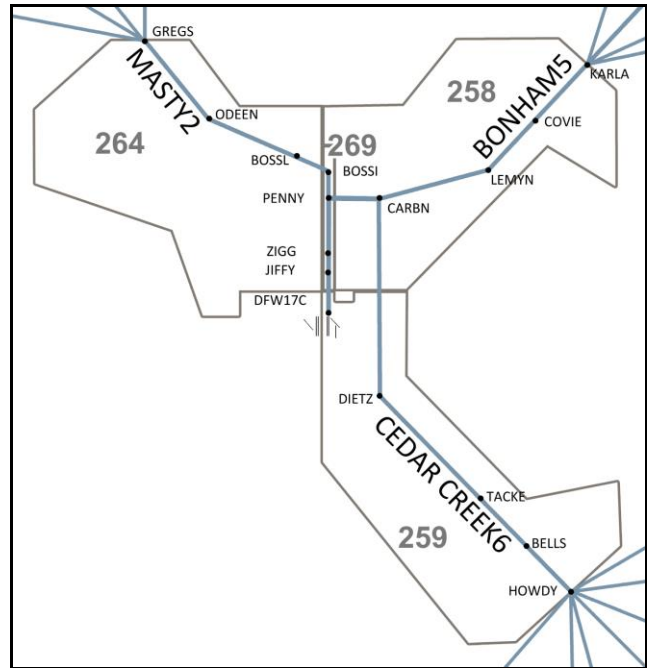 GREGS
MASTY2
ODEEN
264
BOSSL
269
BOSSI
258
BONHAM5
KARLA
COVIE
LEMYN
PENNY
CARBN
ZIGG
JIFFY
DFW17C
DIETZ
CEDAR CREEK6
TACKE
259
BELLS
HOWDY